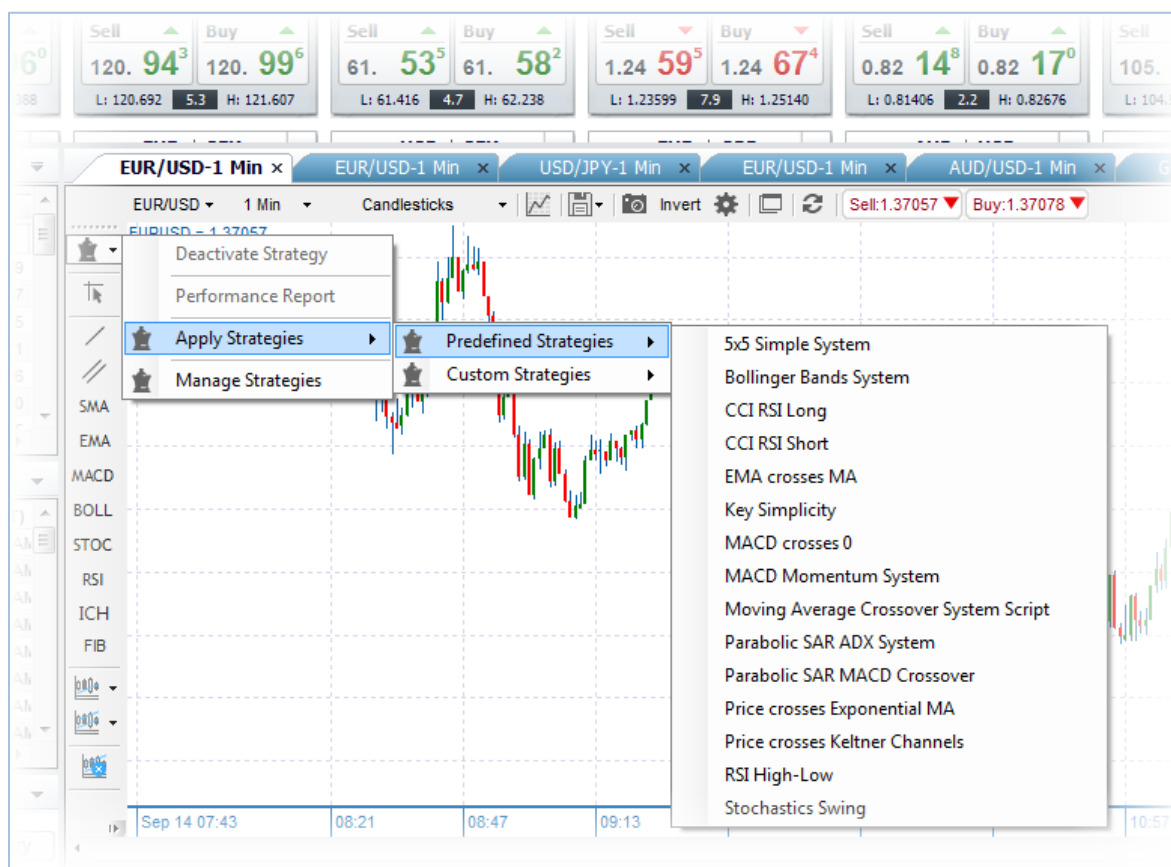 Sell Buy Sell Buy Sell Buy Sell Buy Sell
120. 94³ 120. 99⁶ 61. 53⁵ 61. 58² 1.24 59⁵ 1.24 67⁴ 0.82 14⁸ 0.82 17⁰ 105.
L: 120.692 5.3 H: 121.607 L: 61.416 4.7 H: 62.238 L: 1.23599 7.9 H: 1.25140 L: 0.81406 2.2 H: 0.82676
EUR/USD-1 Min × EUR/USD-1 Min × USD/JPY-1 Min × EUR/USD-1 Min × AUD/USD-1 Min ×
EUR/USD 1 Min Candlesticks Invert Sell:1.37057 Buy:1.37078
EURUSD = 1.37057
Deactivate Strategy
Performance Report
Apply Strategies
Manage Strategies
Predefined Strategies
Custom Strategies
5x5 Simple System
Bollinger Bands System
CCI RSI Long
CCI RSI Short
EMA crosses MA
Key Simplicity
MACD crosses 0
MACD Momentum System
Moving Average Crossover System Script
Parabolic SAR ADX System
Parabolic SAR MACD Crossover
Price crosses Exponential MA
Price crosses Keltner Channels
RSI High-Low
Stochastics Swing
SMA
EMA
MACD
BOLL
STOC
RSI
ICH
FIB
Sep 14 07:43 08:21 08:47 09:13 10:57